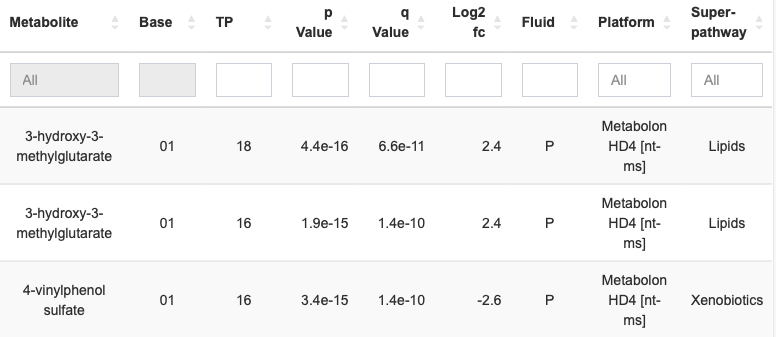 Metabolite Base TP p Value q Value Log2 fc Fluid Platform Super-pathway
All All All
3-hydroxy-3-methylglutarate 01 18 4.4e-16 6.6e-11 2.4 P Metabolon HD4 [nt-ms] Lipids
3-hydroxy-3-methylglutarate 01 16 1.9e-15 1.4e-10 2.4 P Metabolon HD4 [nt-ms] Lipids
4-vinylphenol sulfate 01 16 3.4e-15 1.4e-10 -2.6 P Metabolon HD4 [nt-ms] Xenobiotics